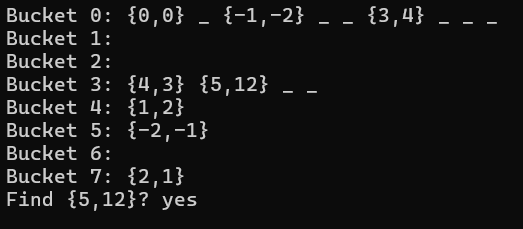 Bucket 0: {0,0} _ {-1,-2} _ _ {3,4} _ _ _
Bucket 1:
Bucket 2:
Bucket 3: {4,3} {5,12} _ _
Bucket 4: {1,2}
Bucket 5: {-2,-1}
Bucket 6:
Bucket 7: {2,1}
Find {5,12}? yes